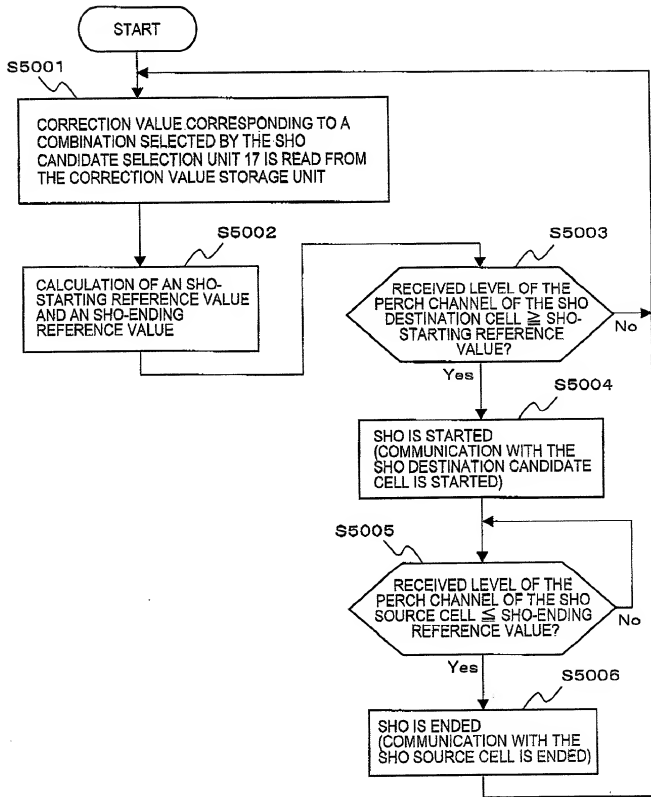 START
S5001
CORRECTION VALUE CORRESPONDING TO A
COMBINATION SELECTED BY THE SHO
CANDIDATE SELECTION UNIT 17 IS READ FROM
THE CORRECTION VALUE STORAGE UNIT
S5002
CALCULATION OF AN SHO-
STARTING REFERENCE VALUE
AND AN SHO-ENDING
REFERENCE VALUE
S5003
RECEIVED LEVEL OF THE
PERCH CHANNEL OF THE SHO
DESTINATION CELL ≧ SHO-
STARTING REFERENCE
VALUE?
No
Yes
S5004
SHO IS STARTED
(COMMUNICATION WITH THE
SHO DESTINATION CANDIDATE
CELL IS STARTED)
S5005
RECEIVED LEVEL OF THE
PERCH CHANNEL OF THE SHO
SOURCE CELL ≦ SHO-ENDING
REFERENCE VALUE?
No
Yes
S5006
SHO IS ENDED
(COMMUNICATION WITH THE
SHO SOURCE CELL IS ENDED)